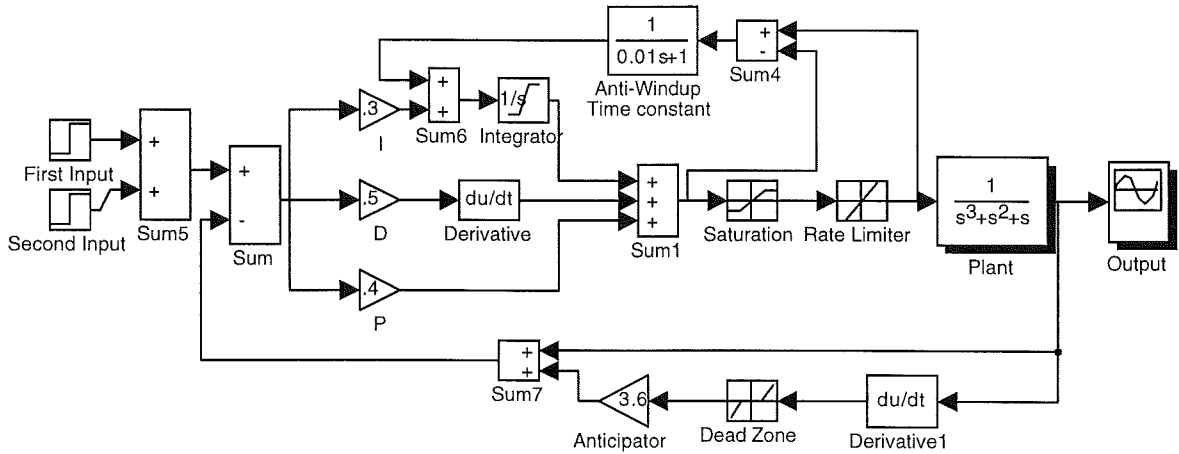 1
0.01s+1
Anti-Windup
Time constant
+
-
Sum4
.3
I
+
+
Sum6
1/s
Integrator
First Input
Second Input
+
+
Sum5
+
-
Sum
.5
D
du/dt
Derivative
.4
P
+
+
+
Sum1
Saturation
Rate Limiter
1
s3+s2+s
Plant
Output
+
+
Sum7
3.6
Anticipator
Dead Zone
du/dt
Derivative1